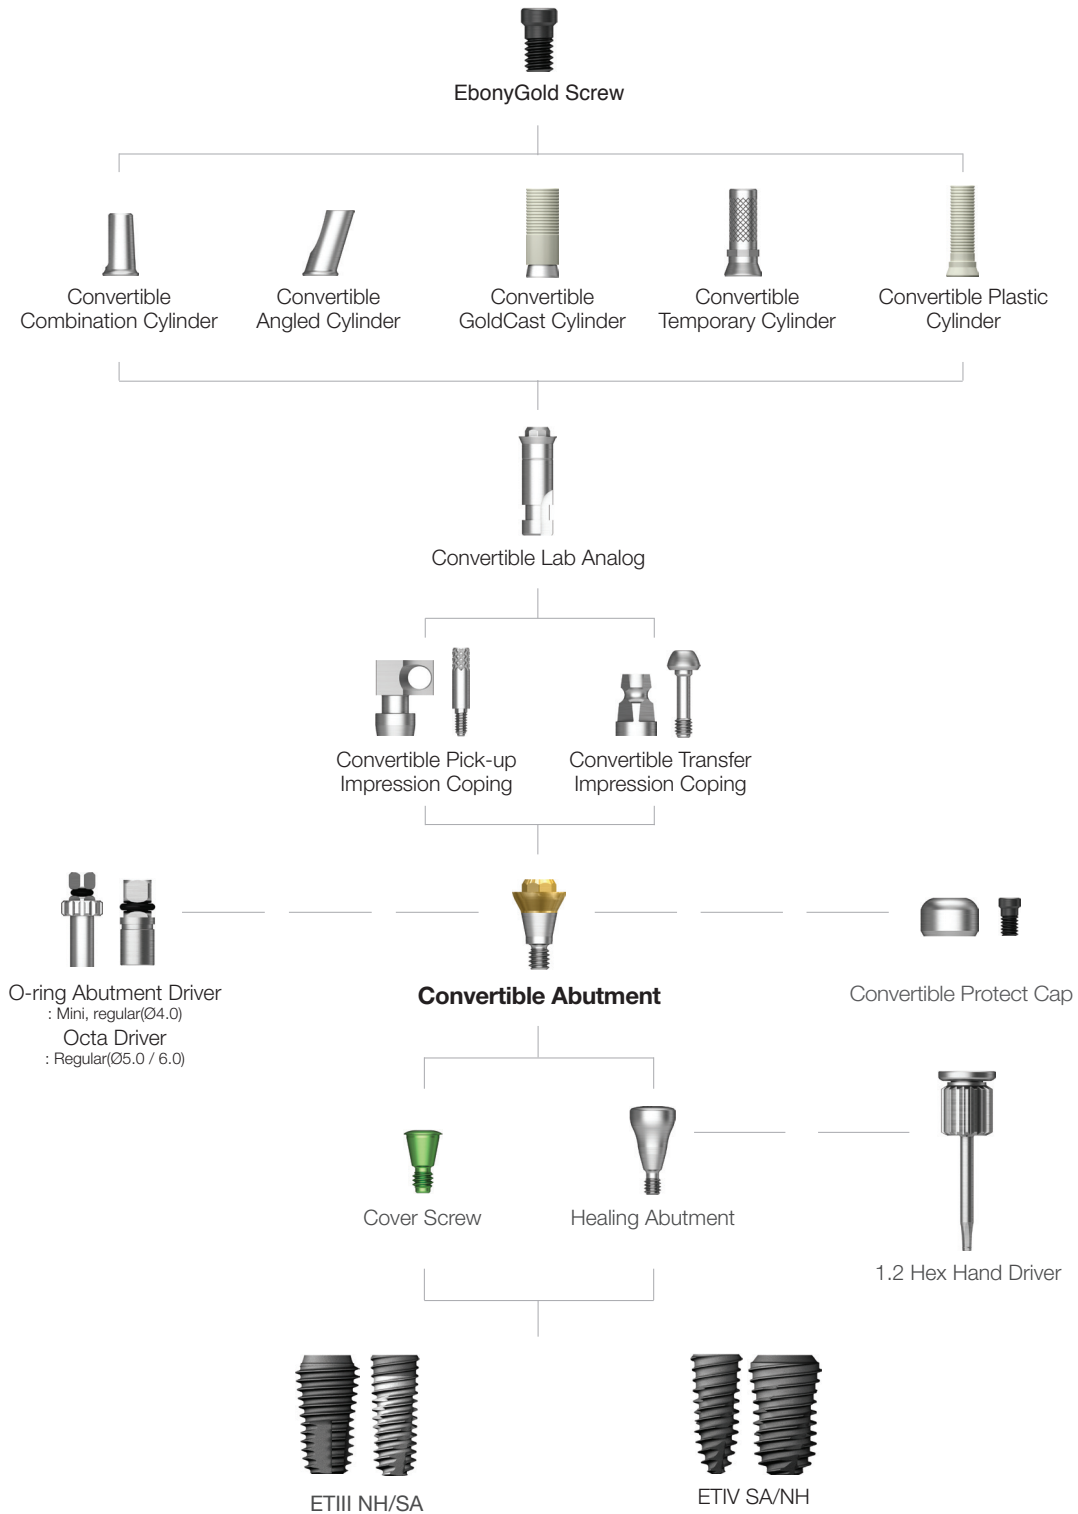 EbonyGold Screw
Convertible
Combination Cylinder
Convertible
Angled Cylinder
Convertible
GoldCast Cylinder
Convertible
Temporary Cylinder
Convertible Plastic
Cylinder
Convertible Lab Analog
Convertible Pick-up
Impression Coping
Convertible Transfer
Impression Coping
O-ring Abutment Driver
: Mini, regular(Ø4.0)
Octa Driver
: Regular(Ø5.0 / 6.0)
Convertible Abutment
Convertible Protect Cap
Cover Screw
Healing Abutment
1.2 Hex Hand Driver
ETIII NH/SA
ETIV SA/NH